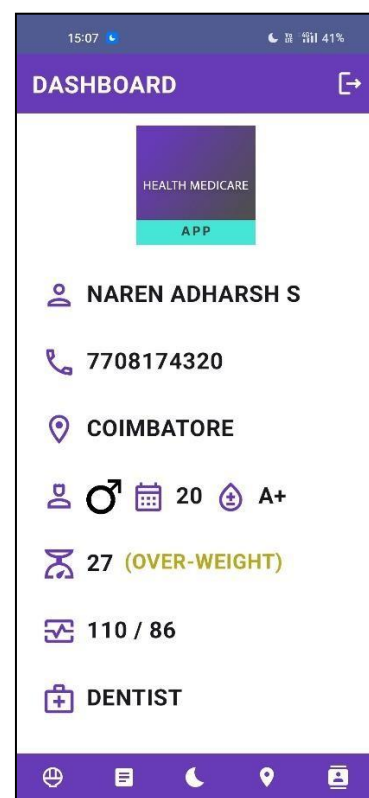 15:07 41%
DASHBOARD
HEALTH MEDICARE
APP
NAREN ADHARSH S
7708174320
COIMBATORE
20 A+
27 (OVER-WEIGHT)
110 / 86
DENTIST